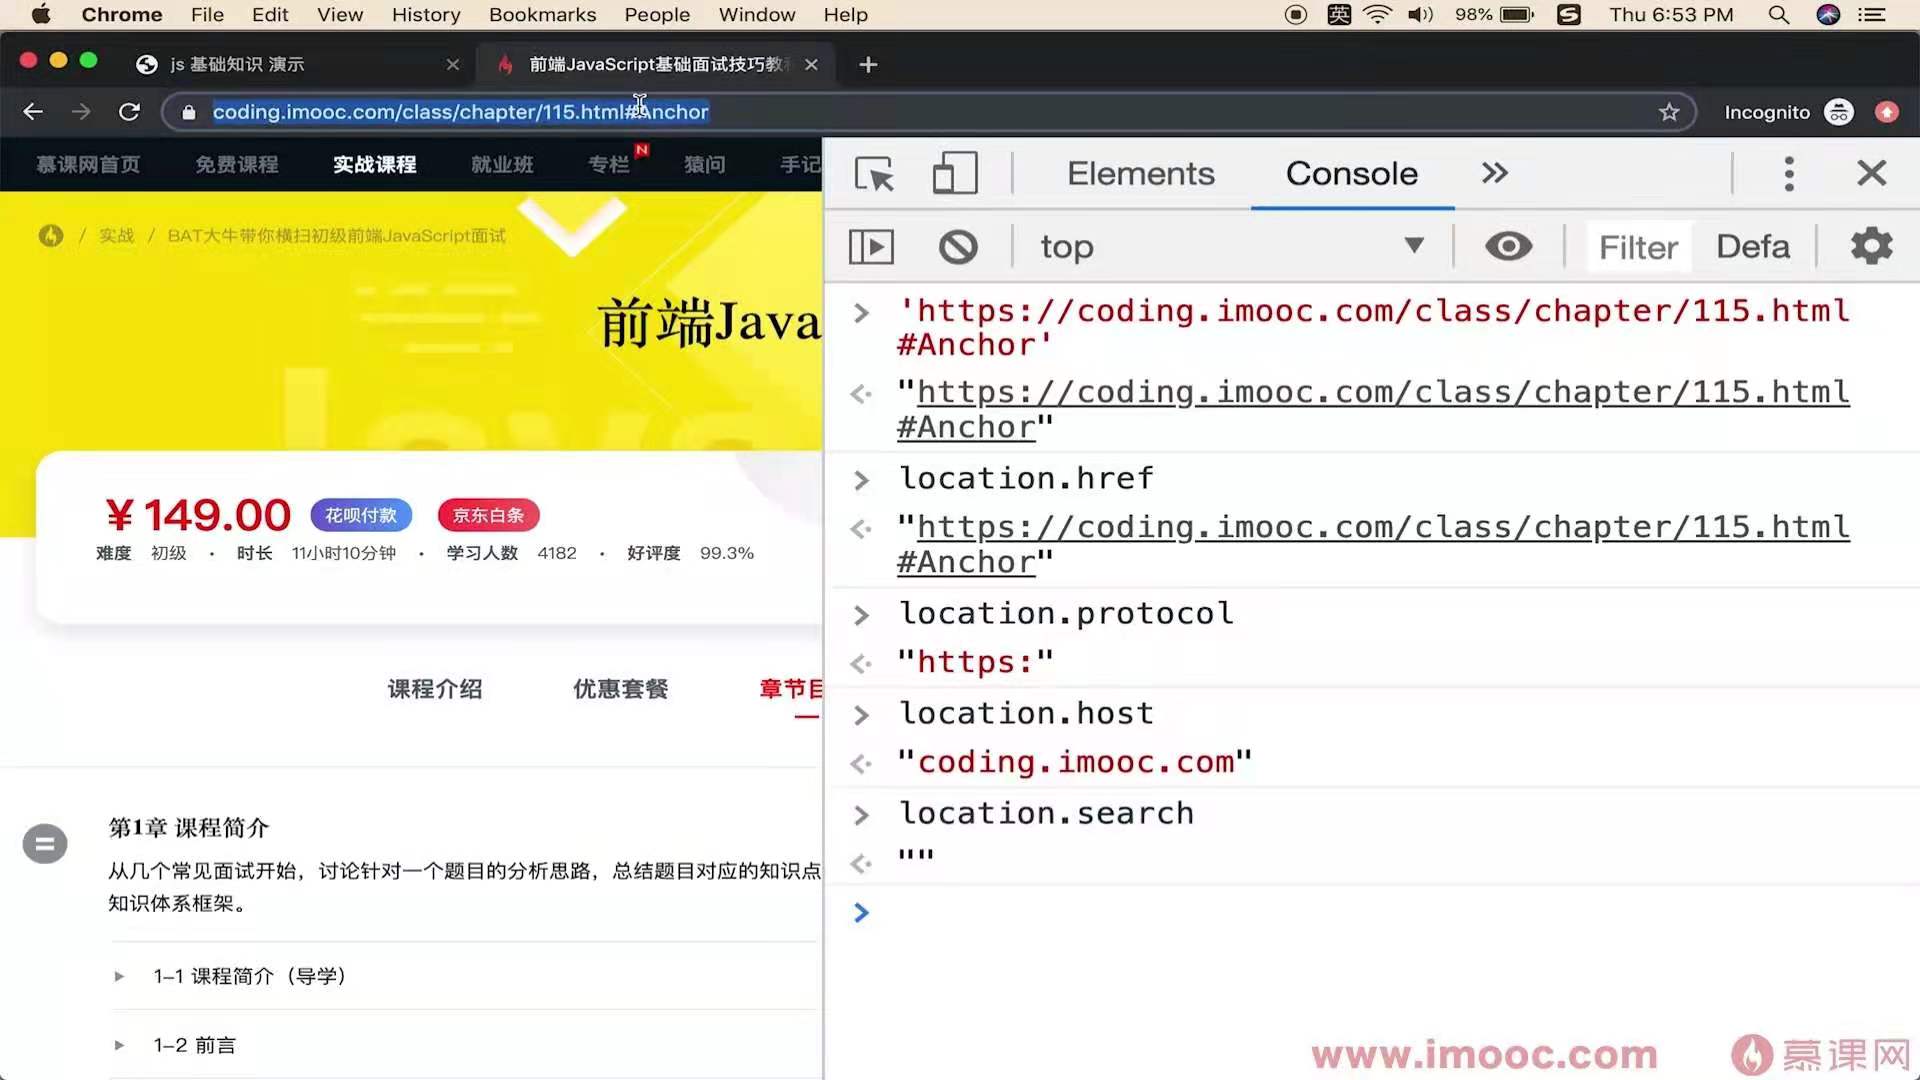 Chrome File Edit View History Bookmarks People Window Help 英 98% Thu 6:53 PM
js 基础知识 演示
前端JavaScript基础面试技巧教
coding.imooc.com/class/chapter/115.html#Anchor
Incognito
慕课网首页 免费课程 实战课程 就业班 专栏 N 猿问 手记
/ 实战 / BAT大牛带你横扫初级前端JavaScript面试
前端Java
¥149.00 花呗付款 京东白条
难度 初级 · 时长 11小时10分钟 · 学习人数 4182 · 好评度 99.3%
课程介绍 优惠套餐 章节目
第1章 课程简介
从几个常见面试开始，讨论针对一个题目的分析思路，总结题目对应的知识点
知识体系框架。
1-1 课程简介（导学）
1-2 前言
Elements Console »
top Filter Defa
> 'https://coding.imooc.com/class/chapter/115.html
#Anchor'
"https://coding.imooc.com/class/chapter/115.html
#Anchor"
> location.href
"https://coding.imooc.com/class/chapter/115.html
#Anchor"
> location.protocol
"https:"
> location.host
"coding.imooc.com"
> location.search
""
>
www.imooc.com 慕课网